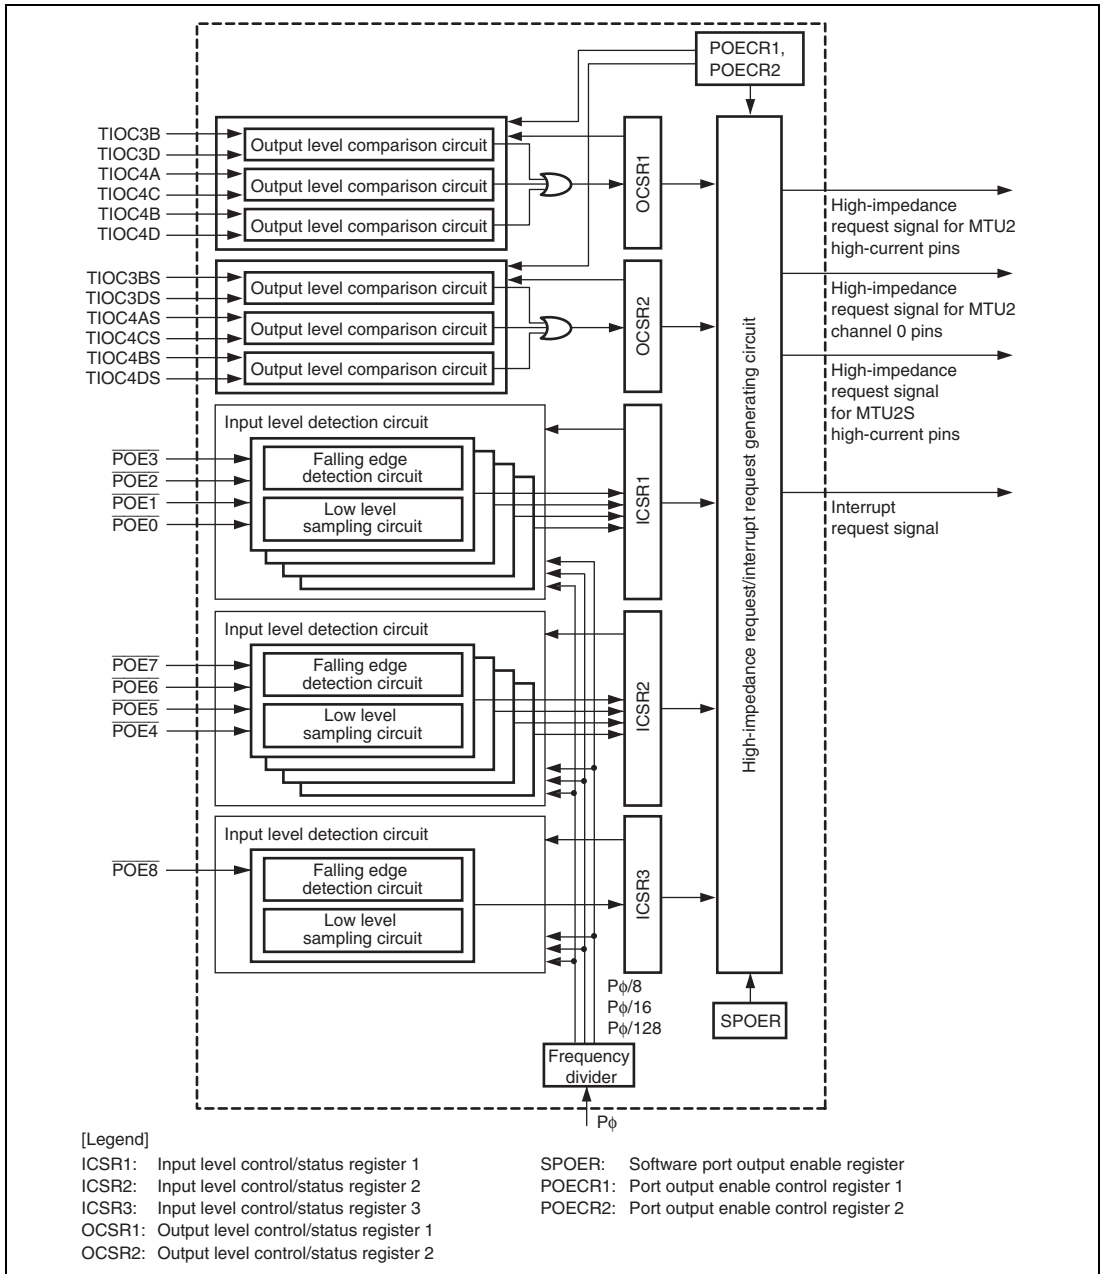 POECR1,
POECR2
TIOC3B
TIOC3D
TIOC4A
TIOC4C
TIOC4B
TIOC4D
Output level comparison circuit
Output level comparison circuit
Output level comparison circuit
OCSR1
TIOC3BS
TIOC3DS
TIOC4AS
TIOC4CS
TIOC4BS
TIOC4DS
Output level comparison circuit
Output level comparison circuit
Output level comparison circuit
OCSR2
Input level detection circuit
POE3
POE2
POE1
POE0
Falling edge
detection circuit
Low level
sampling circuit
ICSR1
Input level detection circuit
POE7
POE6
POE5
POE4
Falling edge
detection circuit
Low level
sampling circuit
ICSR2
Input level detection circuit
POE8
Falling edge
detection circuit
Low level
sampling circuit
ICSR3
High-impedance request/interrupt request generating circuit
High-impedance
request signal for MTU2
high-current pins
High-impedance
request signal for MTU2
channel 0 pins
High-impedance
request signal
for MTU2S
high-current pins
Interrupt
request signal
Pϕ/8
Pϕ/16
Pϕ/128
SPOER
Frequency
divider
Pϕ
[Legend]
ICSR1: Input level control/status register 1
ICSR2: Input level control/status register 2
ICSR3: Input level control/status register 3
OCSR1: Output level control/status register 1
OCSR2: Output level control/status register 2
SPOER: Software port output enable register
POECR1: Port output enable control register 1
POECR2: Port output enable control register 2